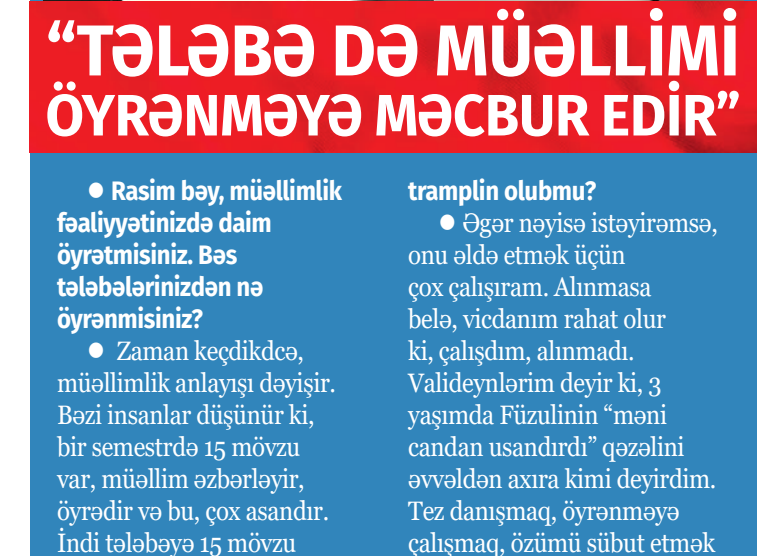 “TƏLƏBƏ DƏ MÜƏLLİMİ
ÖYRƏNMƏYƏ MƏCBUR EDİR”
● Rasim bəy, müəllimlik
fəaliyyətinizdə daim
öyrətmisiniz. Bəs
tələbələrinizdən nə
öyrənmisiniz?
● Zaman keçdikdcə,
müəllimlik anlayışı dəyişir.
Bəzi insanlar düşünür ki,
bir semestrdə 15 mövzu
var, müəllim əzbərləyir,
öyrədir və bu, çox asandır.
İndi tələbəyə 15 mövzu
tramplin olubmu?
● Əgər nəyisə istəyirəmsə,
onu əldə etmək üçün
çox çalışıram. Alınmasa
belə, vicdanım rahat olur
ki, çalışdım, alınmadı.
Valideynlərim deyir ki, 3
yaşımda Füzulinin “məni
candan usandırdı” qəzəlini
əvvəldən axıra kimi deyirdim.
Tez danışmaq, öyrənməyə
çalışmaq, özümü sübut etmək